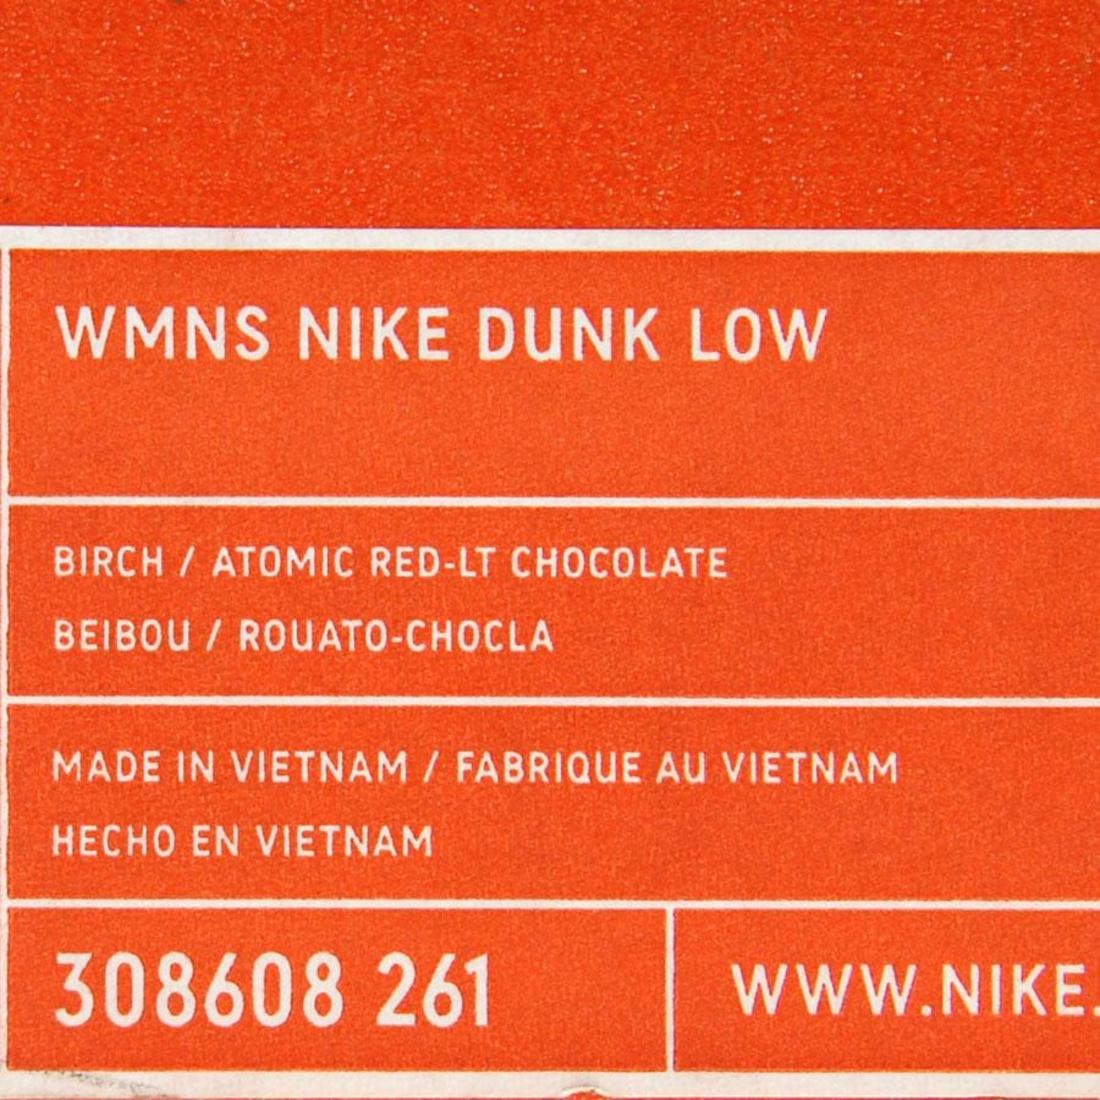 WMNS NIKE DUNK LOW
BIRCH / ATOMIC RED-LT CHOCOLATE
BEIBOU / ROUATO-CHOCLA
MADE IN VIETNAM / FABRIQUE AU VIETNAM
HECHO EN VIETNAM
308608 261
WWW.NIKE.